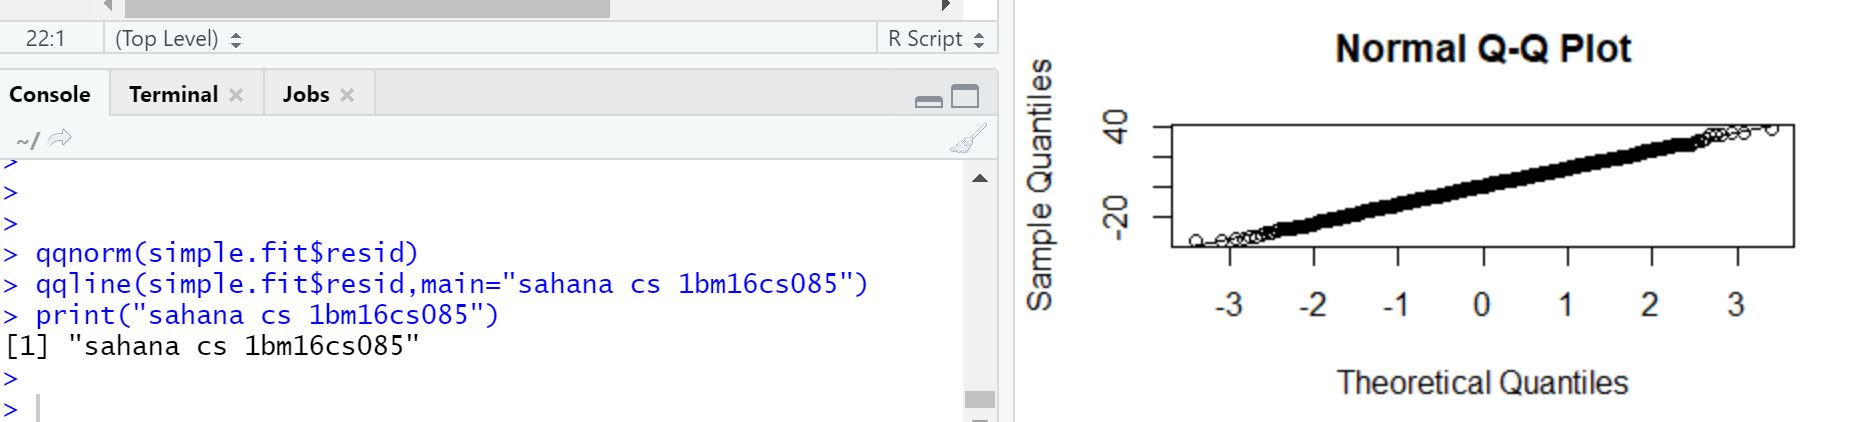 22:1 (Top Level) R Script
Console Terminal Jobs
~/
>
>
>
> qqnorm(simple.fit$resid)
> qqline(simple.fit$resid,main="sahana cs 1bm16cs085")
> print("sahana cs 1bm16cs085")
[1] "sahana cs 1bm16cs085"
>
>
Normal Q-Q Plot
Sample Quantiles
40
-20
-3 -2 -1 0 1 2 3
Theoretical Quantiles